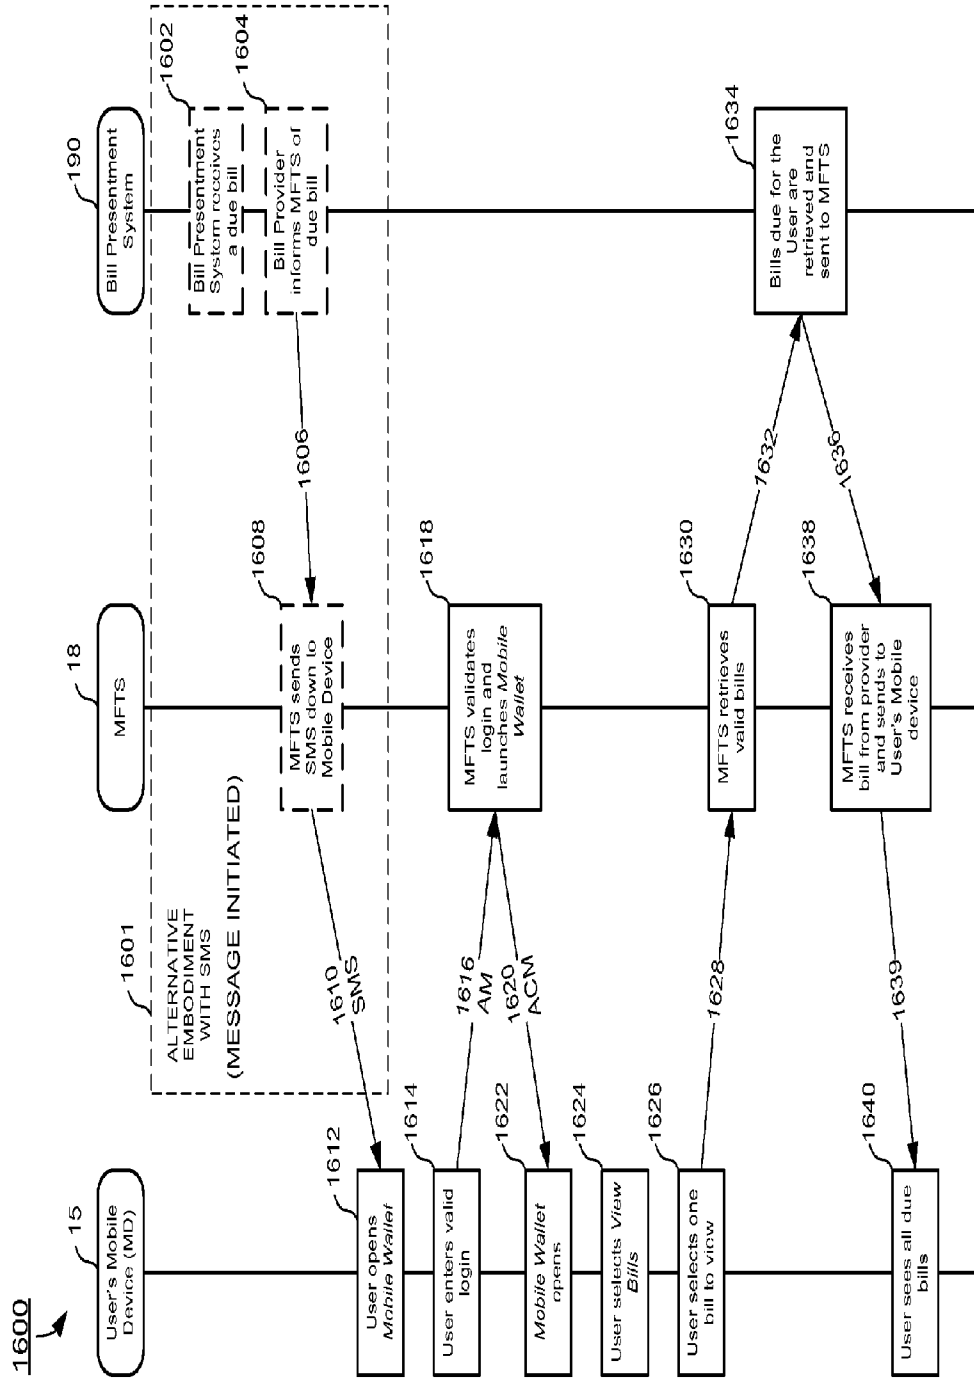 1600
15
User's Mobile
Device (MD)
18
MFTS
190
Bill Presentment
System
1601
ALTERNATIVE
EMBODIMENT
WITH SMS
(MESSAGE INITIATED)
1602
Bill Presentment
System receives
a due bill
1604
Bill Provider
informs MFTS of
due bill
1606
1608
MFTS sends
SMS down to
Mobile Device
1610
SMS
1612
User opens
Mobile Wallet
1614
User enters valid
login
1616
AM
1618
MFTS validates
login and
launches Mobile
Wallet
1620
ACM
1622
Mobile Wallet
opens
1624
User selects View
Bills
1626
User selects one
bill to view
1628
1630
MFTS retrieves
valid bills
1632
1634
Bills due for the
User are
retrieved and
sent to MFTS
1636
1638
MFTS receives
bill from provider
and sends to
User's Mobile
device
1639
1640
User sees all due
bills